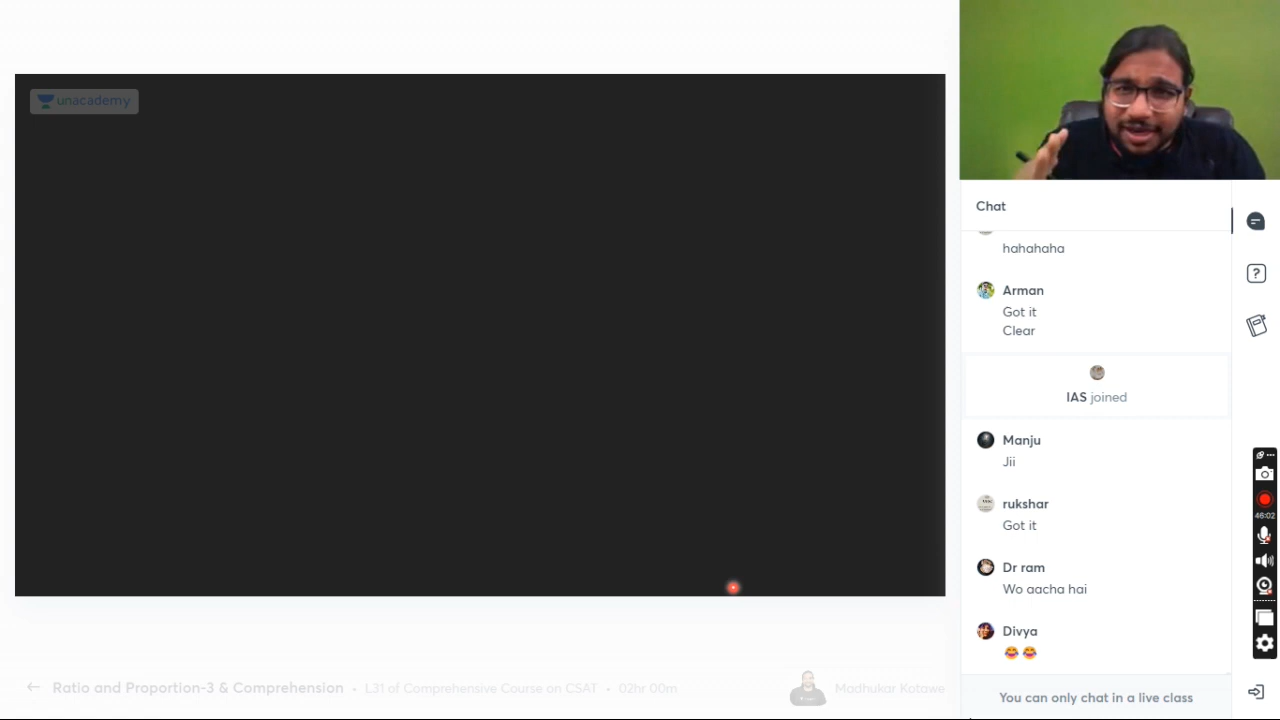 unacademy
Chat
hahahaha
Arman
Got it
Clear
IAS joined
Manju
Jii
rukshar
Got it
Dr ram
Wo aacha hai
Divya
You can only chat in a live class
46:02
Ratio and Proportion-3 & Comprehension • L31 of Comprehensive Course on CSAT • 02hr 00m
Madhukar Kotawe